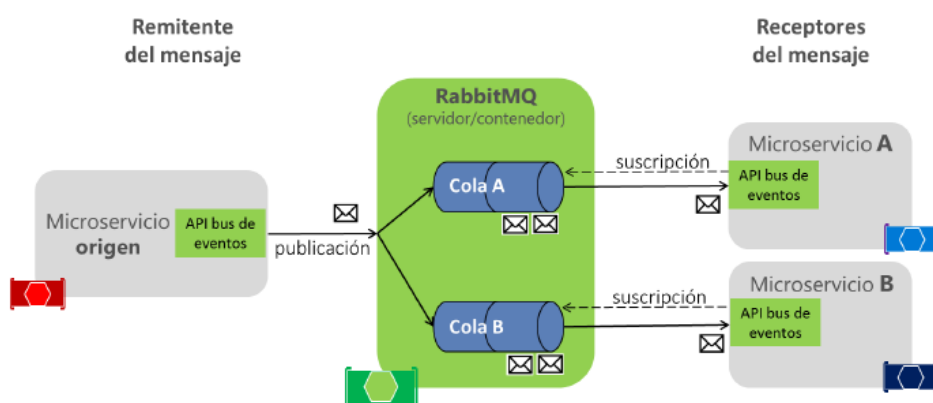 Remitente
del mensaje
Receptores
del mensaje
RabbitMQ
(servidor/contenedor)
Microservicio
origen
API bus de
eventos
publicación
Cola A
Cola B
suscripción
Microservicio A
API bus de
eventos
suscripción
Microservicio B
API bus de
eventos